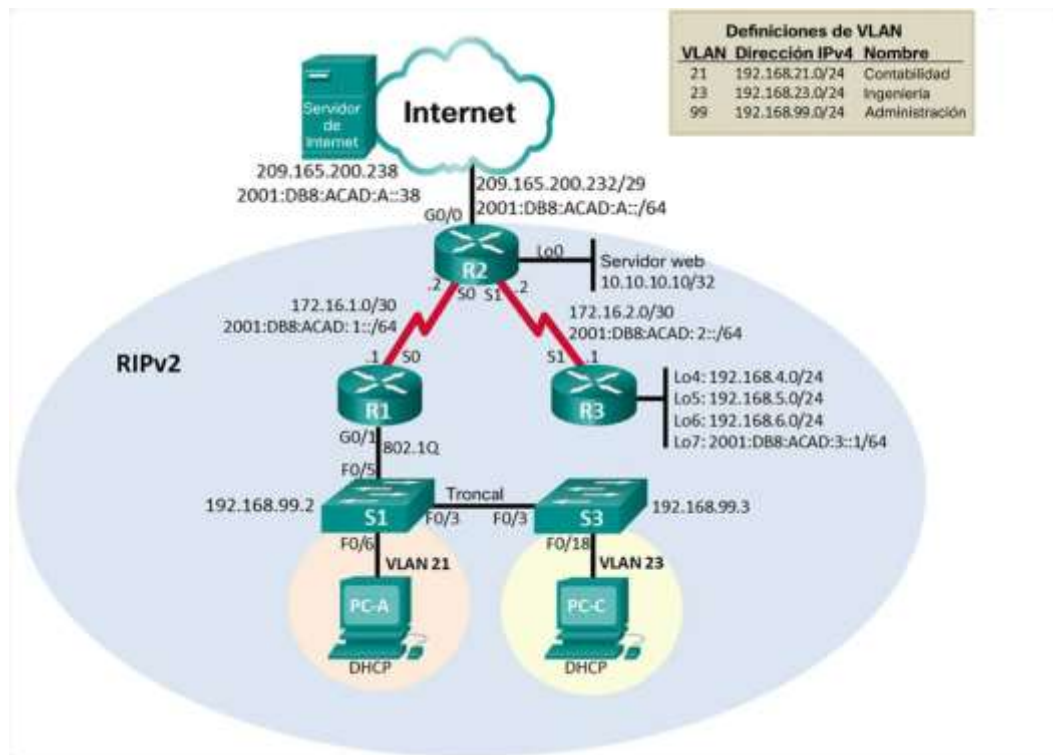 Definiciones de VLAN
VLAN Dirección IPv4 Nombre
21 192.168.21.0/24 Contabilidad
23 192.168.23.0/24 Ingeniería
99 192.168.99.0/24 Administración
Servidor
de
Internet
Internet
209.165.200.238
2001:DB8:ACAD:A::38
209.165.200.232/29
2001:DB8:ACAD:A::/64
G0/0
R2
Lo0
Servidor web
10.10.10.10/32
.2
S0
S1
.2
172.16.1.0/30
2001:DB8:ACAD: 1::/64
172.16.2.0/30
2001:DB8:ACAD: 2::/64
RIPv2
.1
S0
S1
.1
R1
R3
Lo4: 192.168.4.0/24
Lo5: 192.168.5.0/24
Lo6: 192.168.6.0/24
Lo7: 2001:DB8:ACAD:3::1/64
G0/1
802.1Q
F0/5
192.168.99.2
S1
Troncal
F0/3
F0/3
S3
192.168.99.3
F0/6
VLAN 21
F0/18
VLAN 23
PC-A
PC-C
DHCP
DHCP